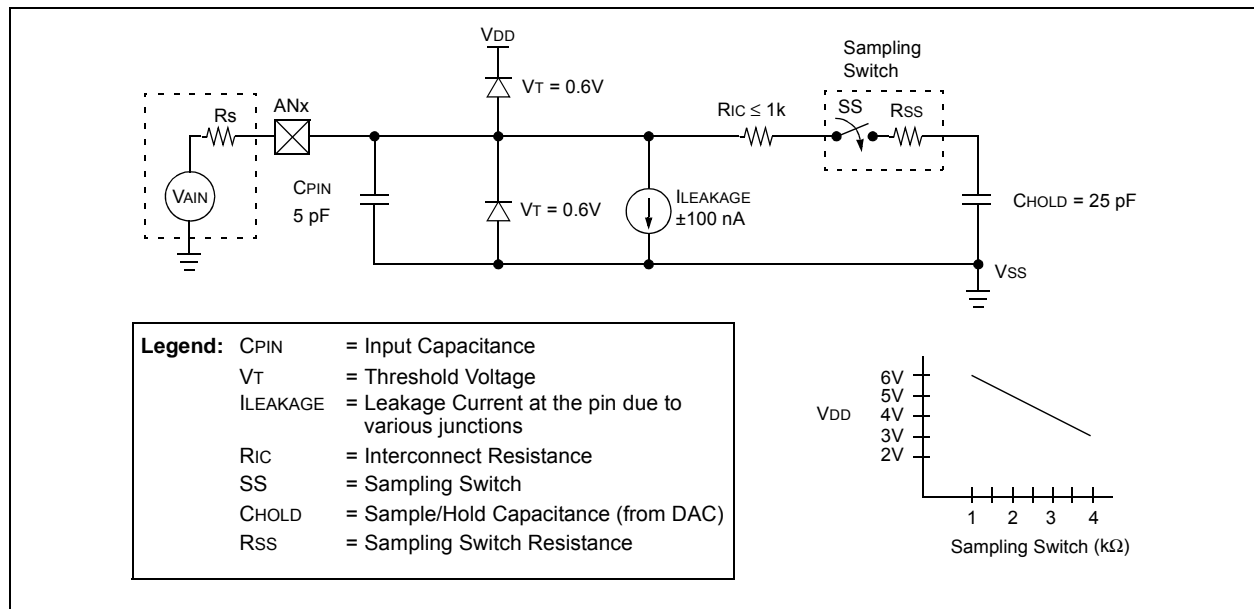 VDD
Sampling
Switch
VT = 0.6V
ANx
Rs
RIC ≤ 1k
SS
RSS
VAIN
CPIN
5 pF
VT = 0.6V
ILEAKAGE
±100 nA
CHOLD = 25 pF
VSS
Legend: CPIN = Input Capacitance
VT = Threshold Voltage
ILEAKAGE = Leakage Current at the pin due to
various junctions
RIC = Interconnect Resistance
SS = Sampling Switch
CHOLD = Sample/Hold Capacitance (from DAC)
RSS = Sampling Switch Resistance
VDD
6V
5V
4V
3V
2V
1 2 3 4
Sampling Switch (kΩ)